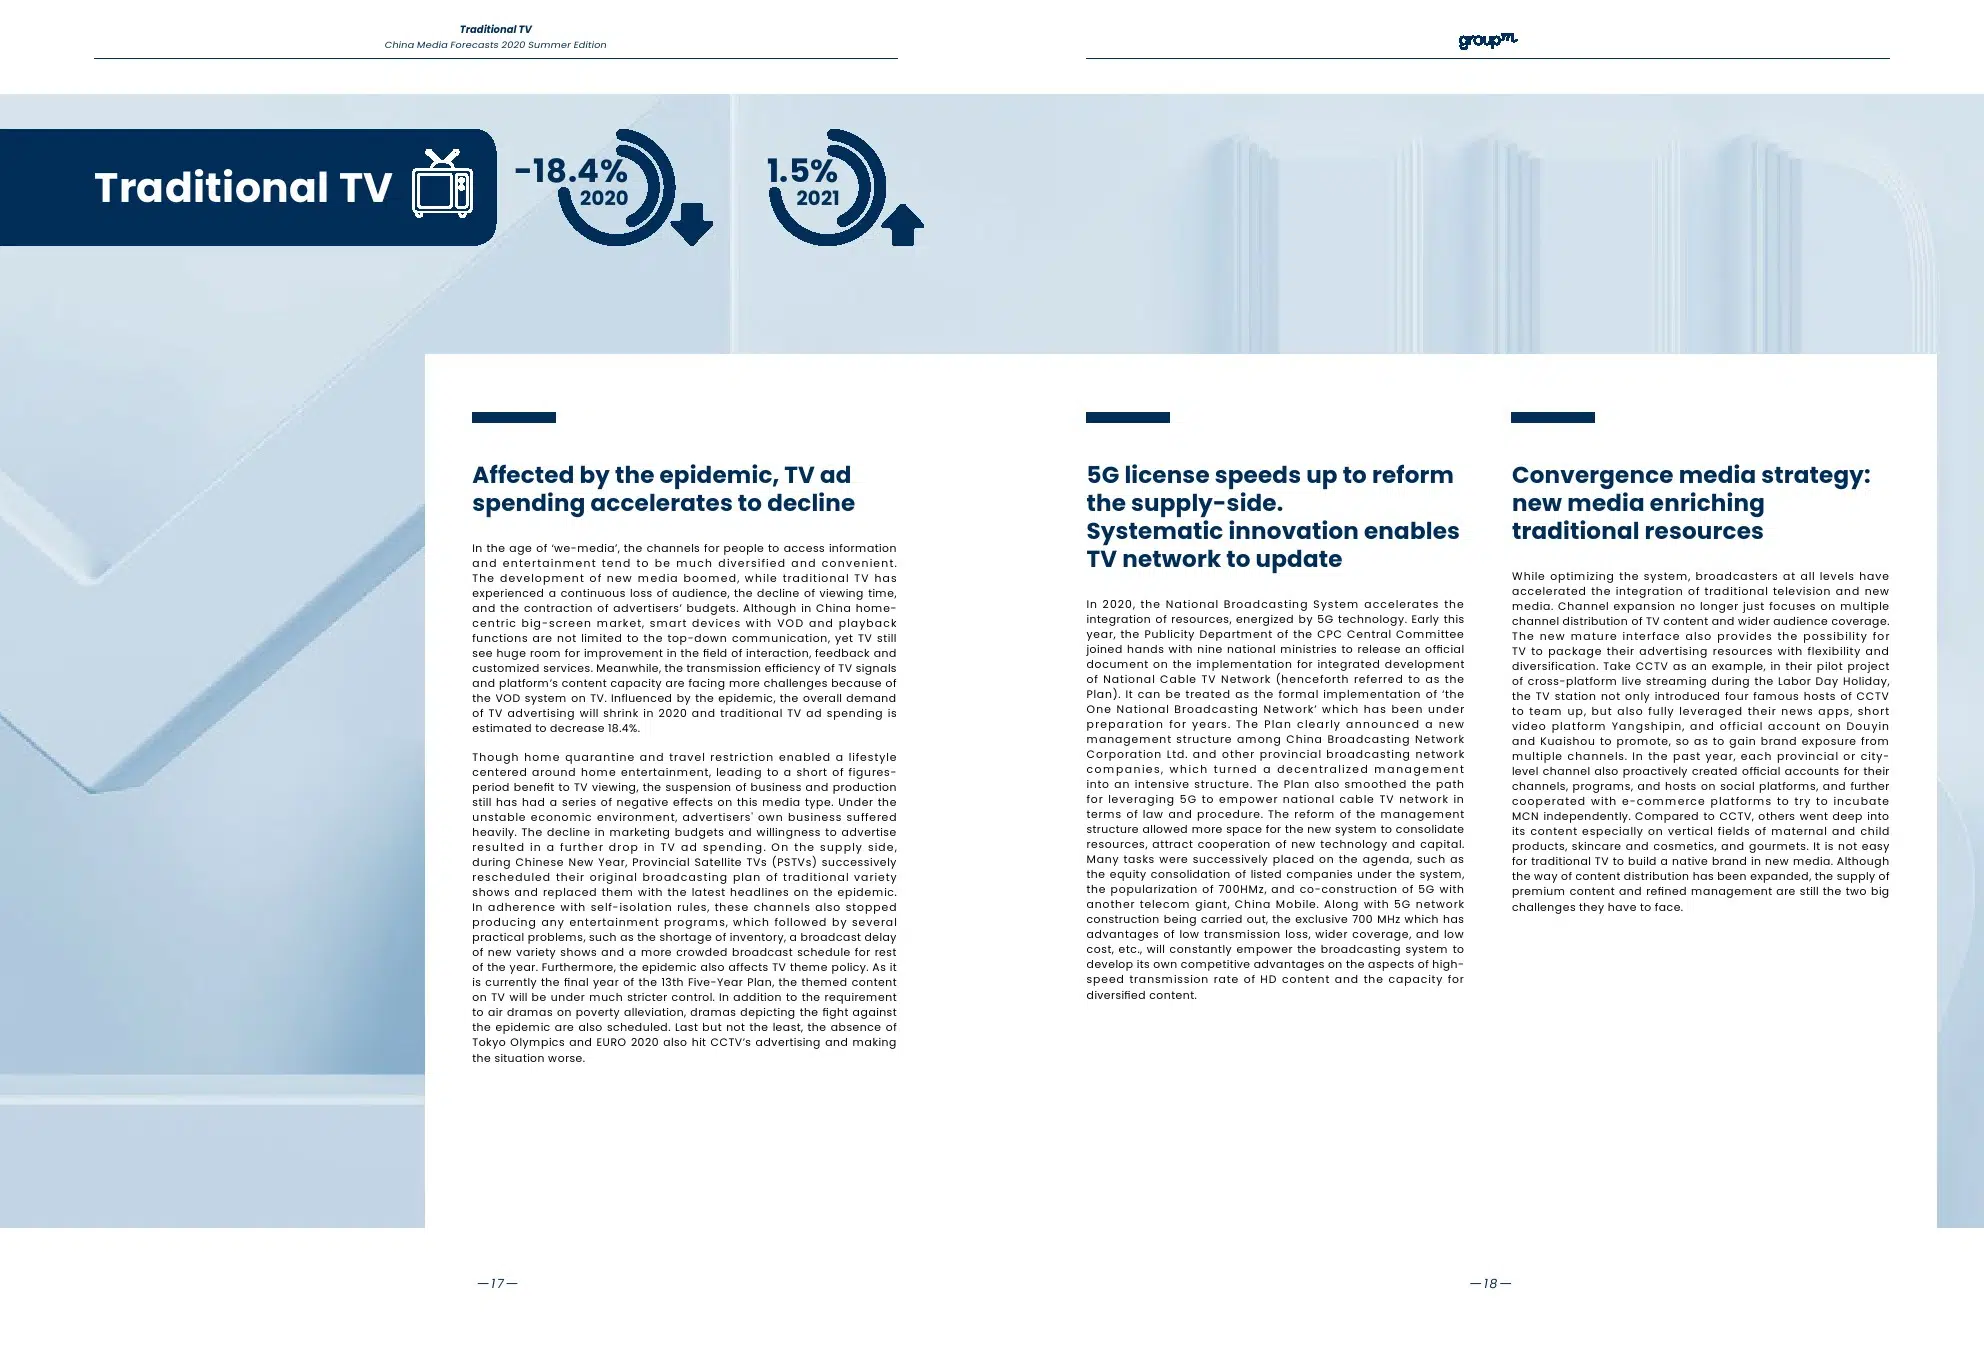 Traditional TV
China Media Forecasts 2020 Summer Edition
groupm
Traditional TV
-18.4%
2020
1.5%
2021
Affected by the epidemic, TV ad
spending accelerates to decline
In the age of ‘we-media’, the channels for people to access information
and entertainment tend to be much diversified and convenient.
The development of new media boomed, while traditional TV has
experienced a continuous loss of audience, the decline of viewing time,
and the contraction of advertisers’ budgets. Although in China home-
centric big-screen market, smart devices with VOD and playback
functions are not limited to the top-down communication, yet TV still
see huge room for improvement in the field of interaction, feedback and
customized services. Meanwhile, the transmission efficiency of TV signals
and platform’s content capacity are facing more challenges because of
the VOD system on TV. Influenced by the epidemic, the overall demand
of TV advertising will shrink in 2020 and traditional TV ad spending is
estimated to decrease 18.4%.
Though home quarantine and travel restriction enabled a lifestyle
centered around home entertainment, leading to a short of figures-
period benefit to TV viewing, the suspension of business and production
still has had a series of negative effects on this media type. Under the
unstable economic environment, advertisers' own business suffered
heavily. The decline in marketing budgets and willingness to advertise
resulted in a further drop in TV ad spending. On the supply side,
during Chinese New Year, Provincial Satellite TVs (PSTVs) successively
rescheduled their original broadcasting plan of traditional variety
shows and replaced them with the latest headlines on the epidemic.
In adherence with self-isolation rules, these channels also stopped
producing any entertainment programs, which followed by several
practical problems, such as the shortage of inventory, a broadcast delay
of new variety shows and a more crowded broadcast schedule for rest
of the year. Furthermore, the epidemic also affects TV theme policy. As it
is currently the final year of the 13th Five-Year Plan, the themed content
on TV will be under much stricter control. In addition to the requirement
to air dramas on poverty alleviation, dramas depicting the fight against
the epidemic are also scheduled. Last but not the least, the absence of
Tokyo Olympics and EURO 2020 also hit CCTV’s advertising and making
the situation worse.
5G license speeds up to reform
the supply-side.
Systematic innovation enables
TV network to update
In 2020, the National Broadcasting System accelerates the
integration of resources, energized by 5G technology. Early this
year, the Publicity Department of the CPC Central Committee
joined hands with nine national ministries to release an official
document on the implementation for integrated development
of National Cable TV Network (henceforth referred to as the
Plan). It can be treated as the formal implementation of ‘the
One National Broadcasting Network’ which has been under
preparation for years. The Plan clearly announced a new
management structure among China Broadcasting Network
Corporation Ltd. and other provincial broadcasting network
companies, which turned a decentralized management
into an intensive structure. The Plan also smoothed the path
for leveraging 5G to empower national cable TV network in
terms of law and procedure. The reform of the management
structure allowed more space for the new system to consolidate
resources, attract cooperation of new technology and capital.
Many tasks were successively placed on the agenda, such as
the equity consolidation of listed companies under the system,
the popularization of 700HMz, and co-construction of 5G with
another telecom giant, China Mobile. Along with 5G network
construction being carried out, the exclusive 700 MHz which has
advantages of low transmission loss, wider coverage, and low
cost, etc., will constantly empower the broadcasting system to
develop its own competitive advantages on the aspects of high-
speed transmission rate of HD content and the capacity for
diversified content.
Convergence media strategy:
new media enriching
traditional resources
While optimizing the system, broadcasters at all levels have
accelerated the integration of traditional television and new
media. Channel expansion no longer just focuses on multiple
channel distribution of TV content and wider audience coverage.
The new mature interface also provides the possibility for
TV to package their advertising resources with flexibility and
diversification. Take CCTV as an example, in their pilot project
of cross-platform live streaming during the Labor Day Holiday,
the TV station not only introduced four famous hosts of CCTV
to team up, but also fully leveraged their news apps, short
video platform Yangshipin, and official account on Douyin
and Kuaishou to promote, so as to gain brand exposure from
multiple channels. In the past year, each provincial or city-
level channel also proactively created official accounts for their
channels, programs, and hosts on social platforms, and further
cooperated with e-commerce platforms to try to incubate
MCN independently. Compared to CCTV, others went deep into
its content especially on vertical fields of maternal and child
products, skincare and cosmetics, and gourmets. It is not easy
for traditional TV to build a native brand in new media. Although
the way of content distribution has been expanded, the supply of
premium content and refined management are still the two big
challenges they have to face.
—17—
—18—